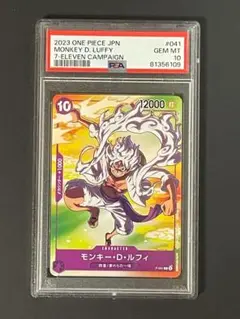 2023 ONE PIECE JPN #041
MONKEY D. LUFFY GEM MT
7-ELEVEN CAMPAIGN 10
PSA 81356109
10 12000
CHARACTER
モンキー・D・ルフィ